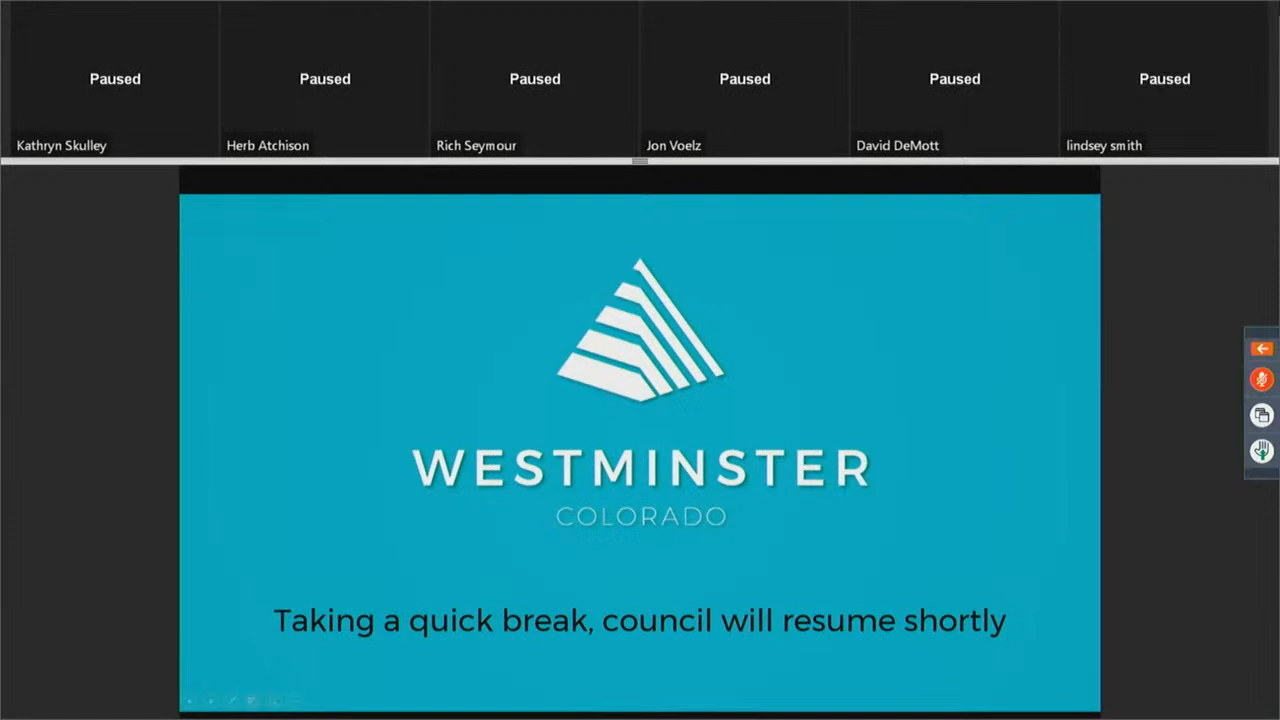 Paused Paused Paused Paused Paused Paused
Kathryn Skulley Herb Atchison Rich Seymour Jon Voelz David DeMott lindsey smith
WESTMINSTER
COLORADO
Taking a quick break, council will resume shortly